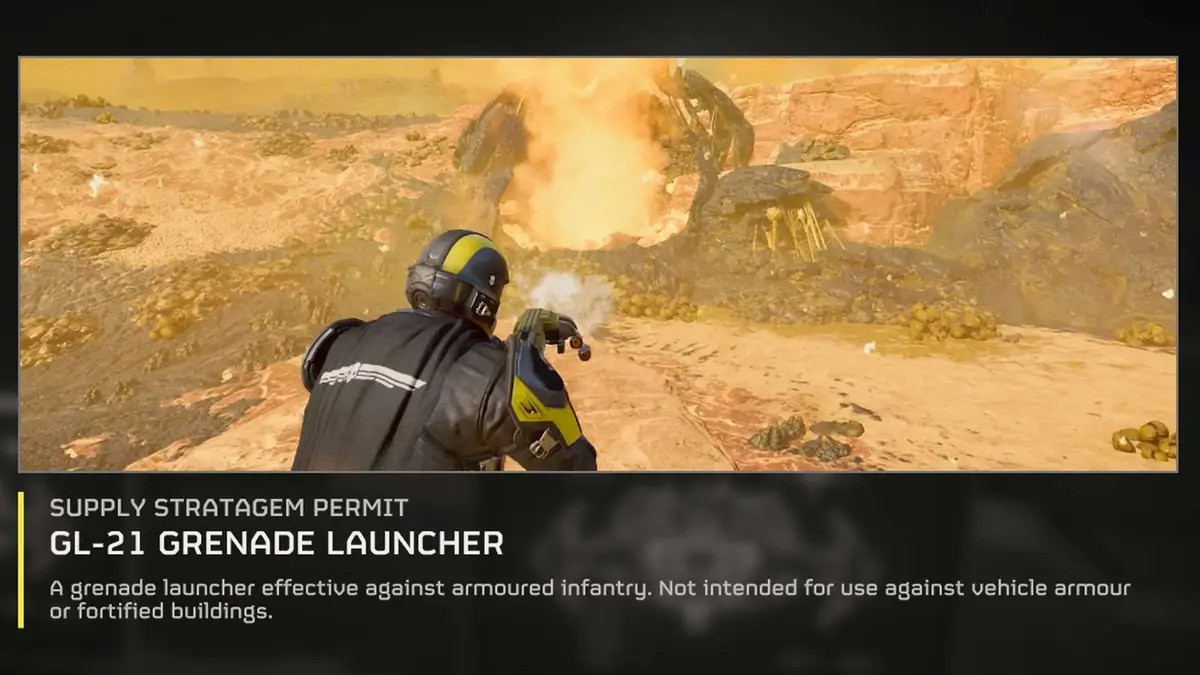 SUPPLY STRATAGEM PERMIT
GL-21 GRENADE LAUNCHER
A grenade launcher effective against armoured infantry. Not intended for use against vehicle armour
or fortified buildings.